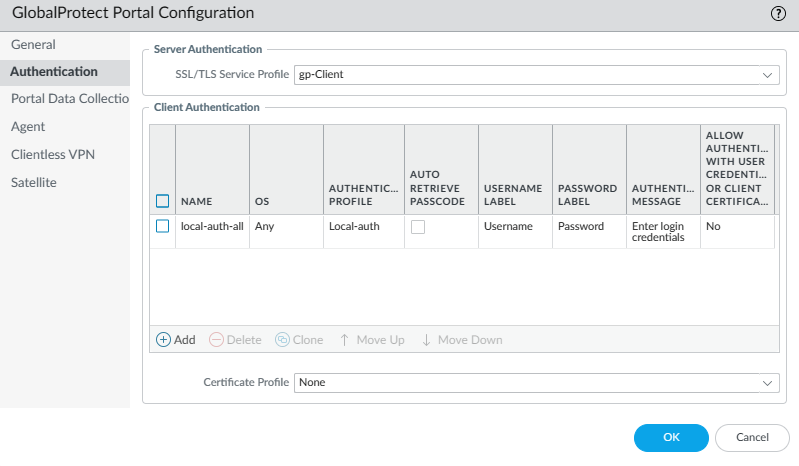 GlobalProtect Portal Configuration
General
Authentication
Portal Data Collectio
Agent
Clientless VPN
Satellite
Server Authentication
SSL/TLS Service Profile gp-Client
Client Authentication
NAME
OS
AUTHENTIC...
PROFILE
AUTO
RETRIEVE
PASSCODE
USERNAME
LABEL
PASSWORD
LABEL
AUTHENTI...
MESSAGE
ALLOW
AUTHENTI...
WITH USER
CREDENTI...
OR CLIENT
CERTIFICA...
local-auth-all Any Local-auth Username Password Enter login No
credentials
Add Delete Clone Move Up Move Down
Certificate Profile None
OK Cancel